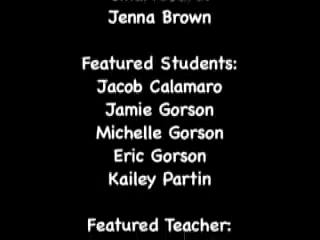 Jenna Brown
Featured Students:
Jacob Calamaro
Jamie Gorson
Michelle Gorson
Eric Gorson
Kailey Partin
Featured Teacher: